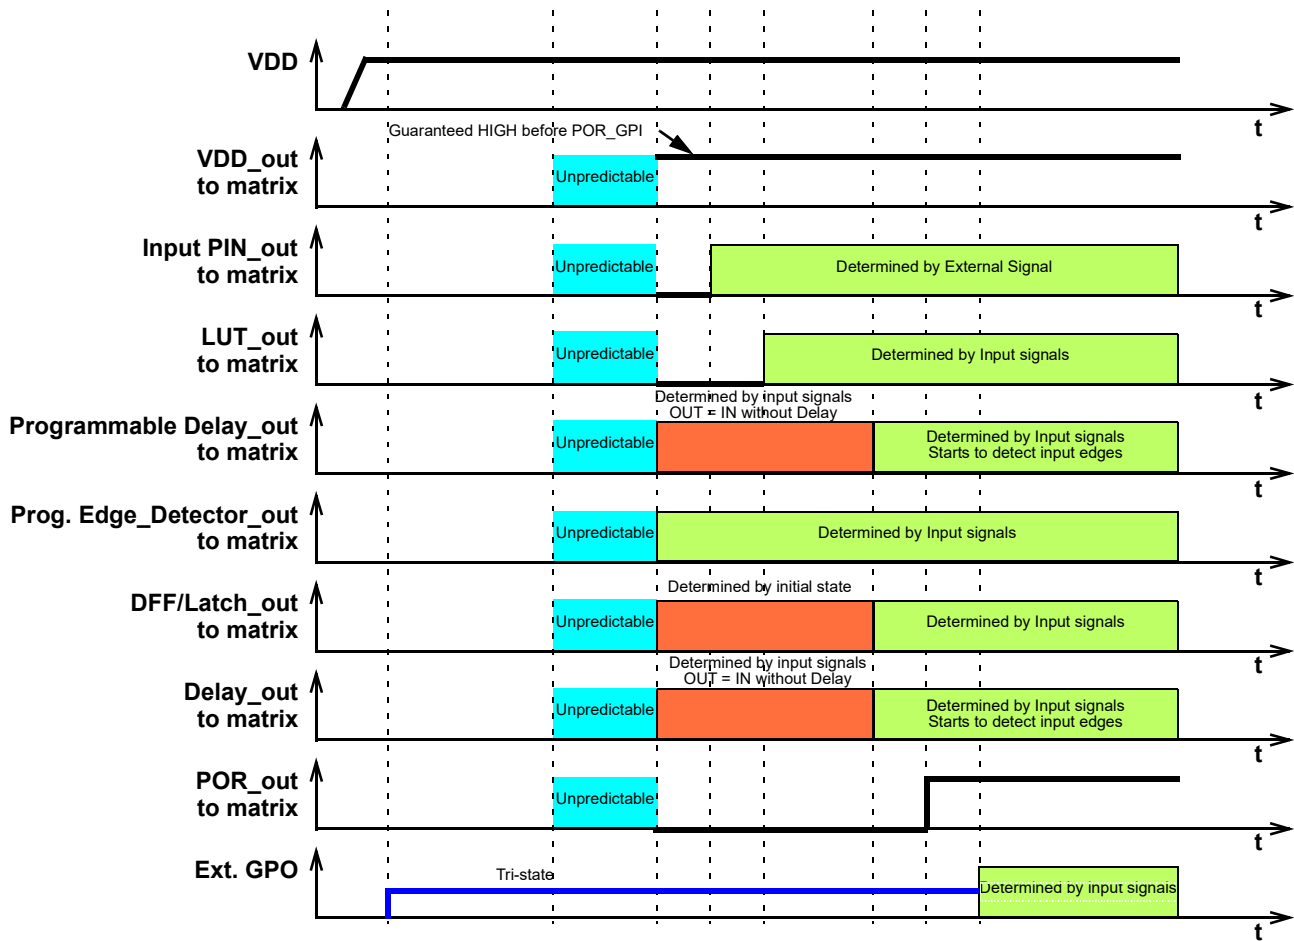 VDD
t
Guaranteed HIGH before POR_GPI
VDD_out
to matrix
Unpredictable
t
Input PIN_out
to matrix
Unpredictable
Determined by External Signal
t
LUT_out
to matrix
Unpredictable
Determined by Input signals
t
Determined by input signals
OUT = IN without Delay
Programmable Delay_out
to matrix
Unpredictable
Determined by Input signals
Starts to detect input edges
t
Prog. Edge_Detector_out
to matrix
Unpredictable
Determined by Input signals
t
Determined by initial state
DFF/Latch_out
to matrix
Unpredictable
Determined by Input signals
t
Determined by input signals
OUT = IN without Delay
Delay_out
to matrix
Unpredictable
Determined by Input signals
Starts to detect input edges
t
POR_out
to matrix
Unpredictable
t
Ext. GPO
Tri-state
Determined by input signals
t